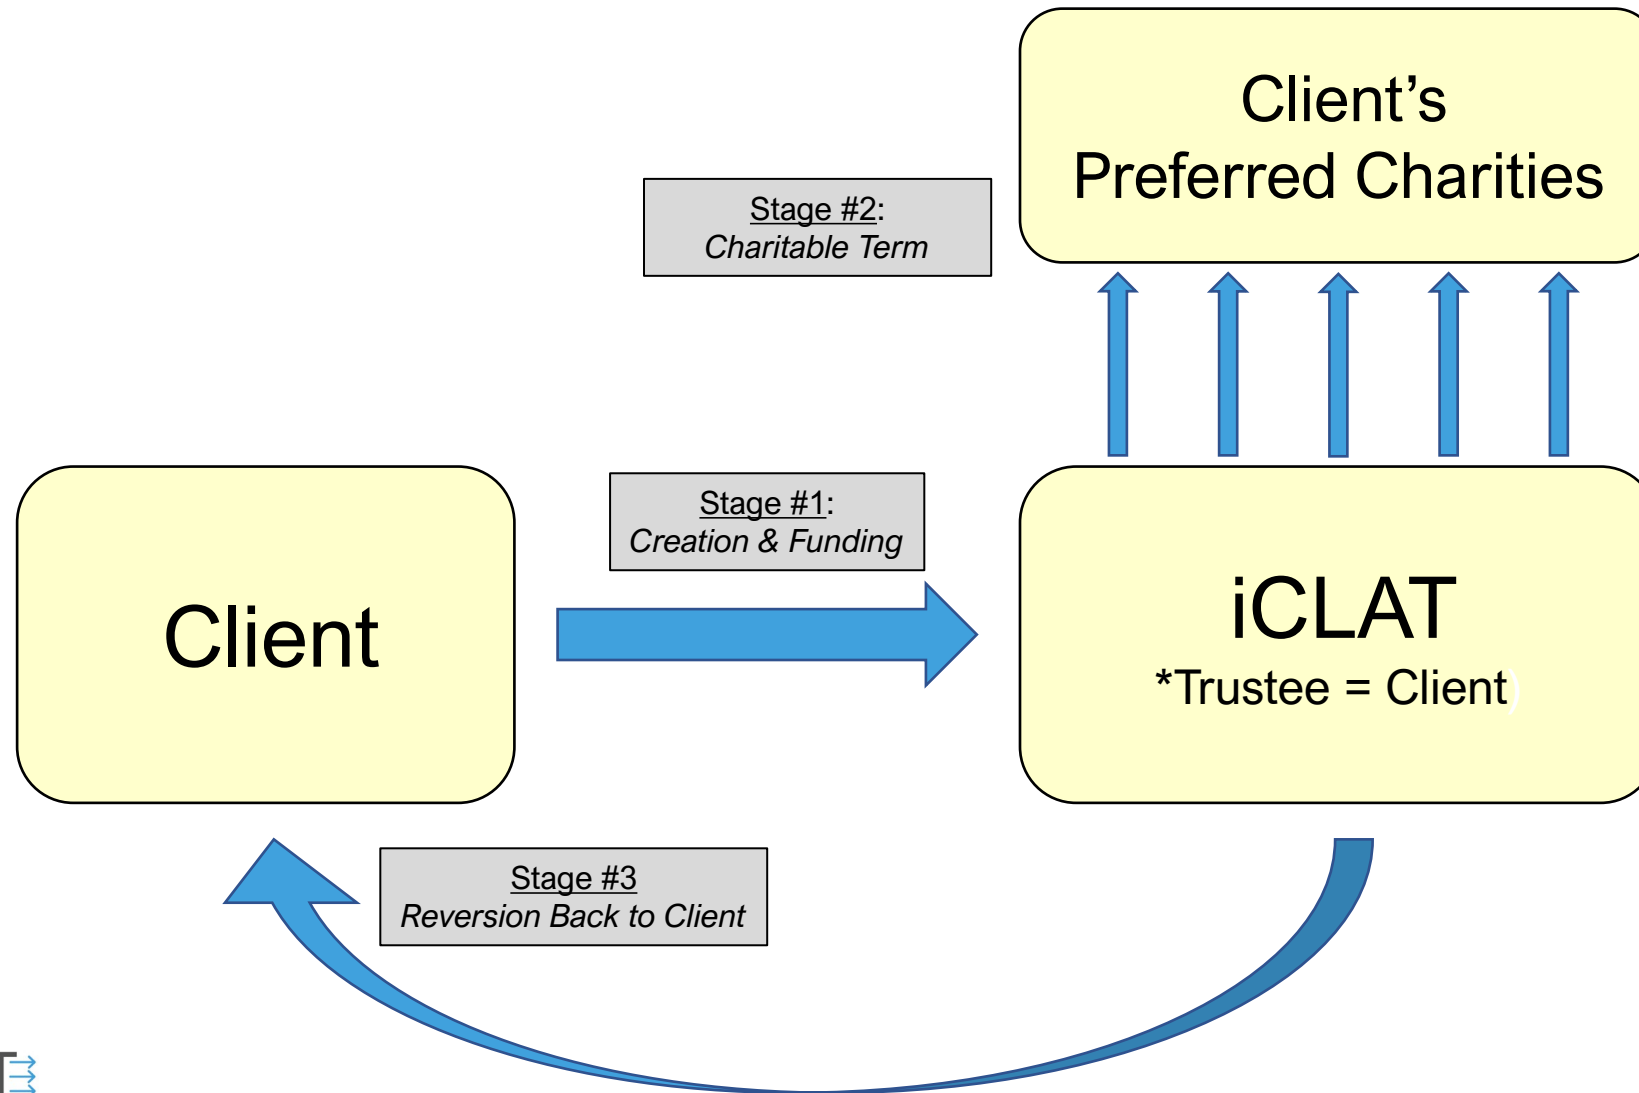 Client's
Preferred Charities
Stage #2:
Charitable Term
Stage #1:
Creation & Funding
Client
iCLAT
*Trustee = Client)
Stage #3
Reversion Back to Client